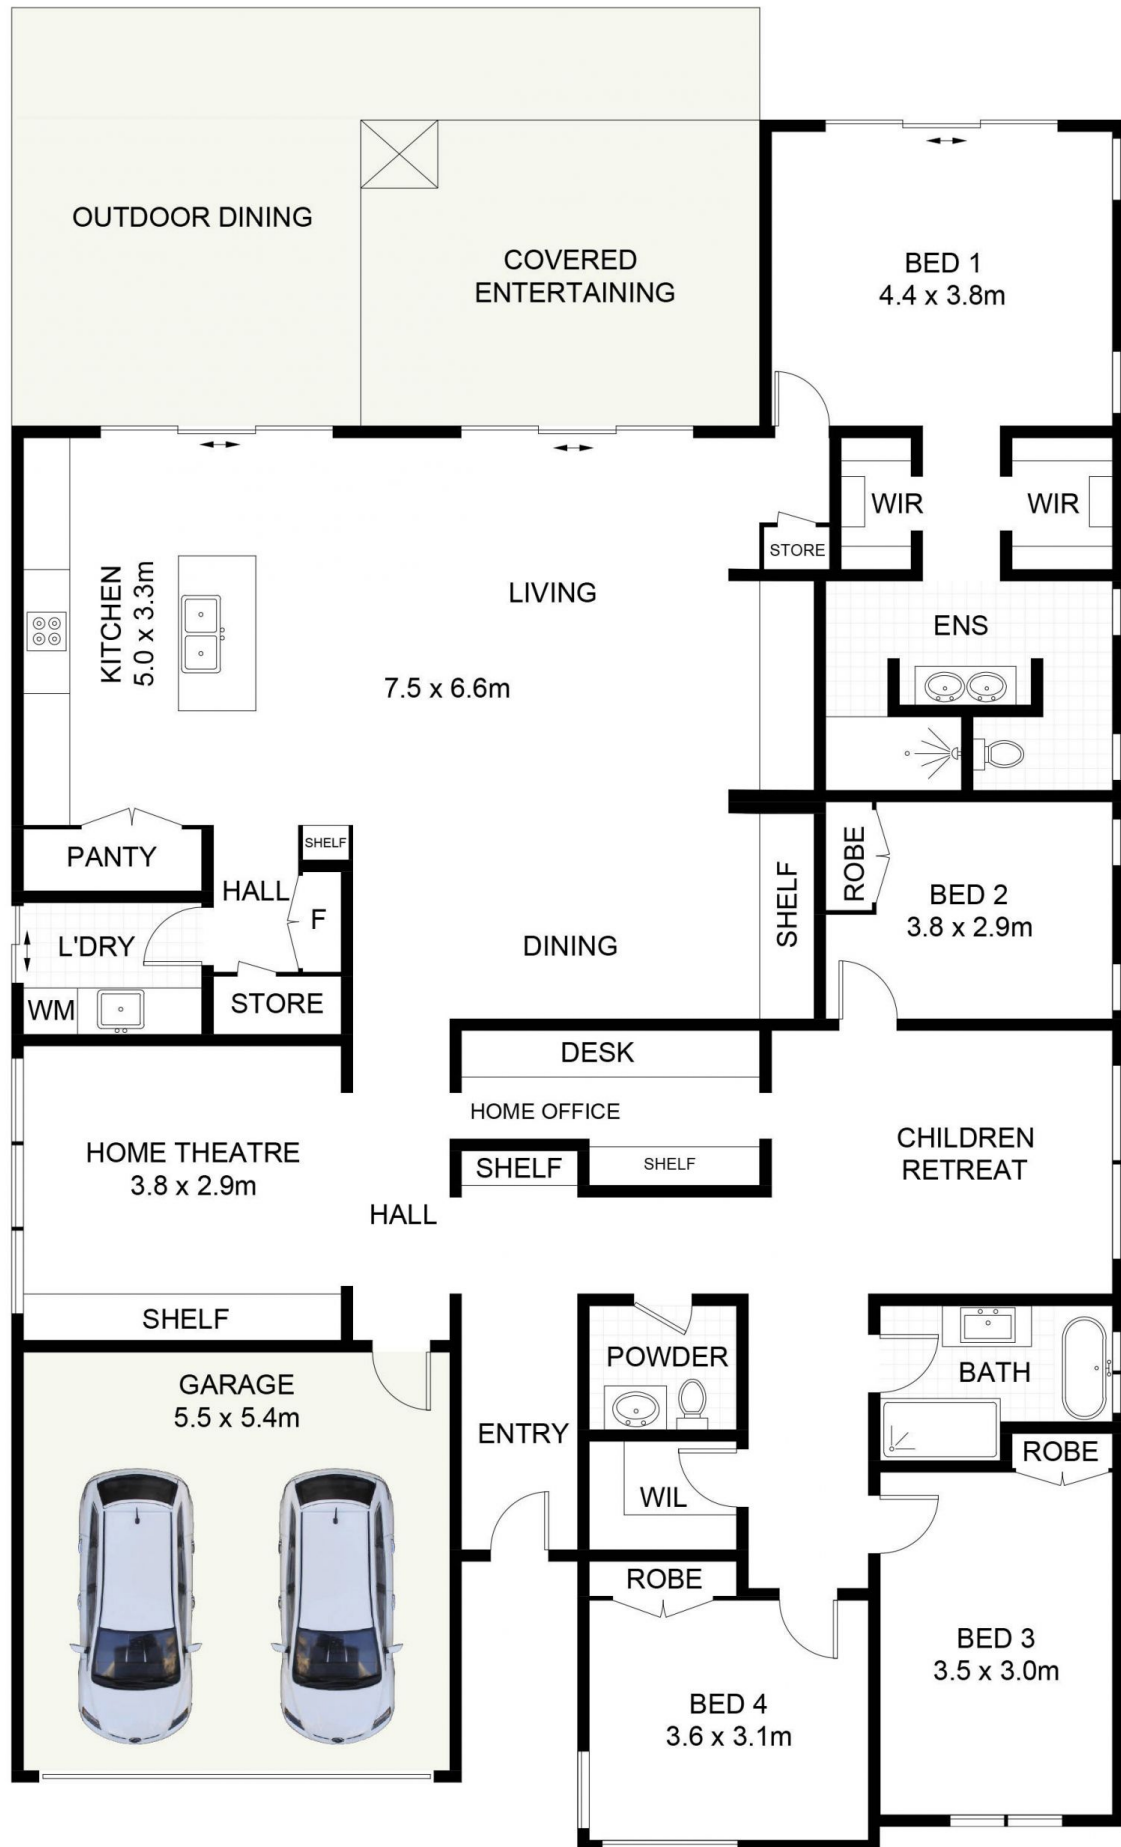 OUTDOOR DINING
COVERED
ENTERTAINING
BED 1
4.4 x 3.8m
WIR
WIR
STORE
KITCHEN
5.0 x 3.3m
LIVING
7.5 x 6.6m
ENS
PANTY
SHELF
HALL
F
L'DRY
WM
STORE
DINING
SHELF
ROBE
BED 2
3.8 x 2.9m
DESK
HOME OFFICE
SHELF
SHELF
CHILDREN
RETREAT
HOME THEATRE
3.8 x 2.9m
HALL
SHELF
GARAGE
5.5 x 5.4m
POWDER
BATH
ENTRY
WIL
ROBE
ROBE
BED 3
3.5 x 3.0m
BED 4
3.6 x 3.1m